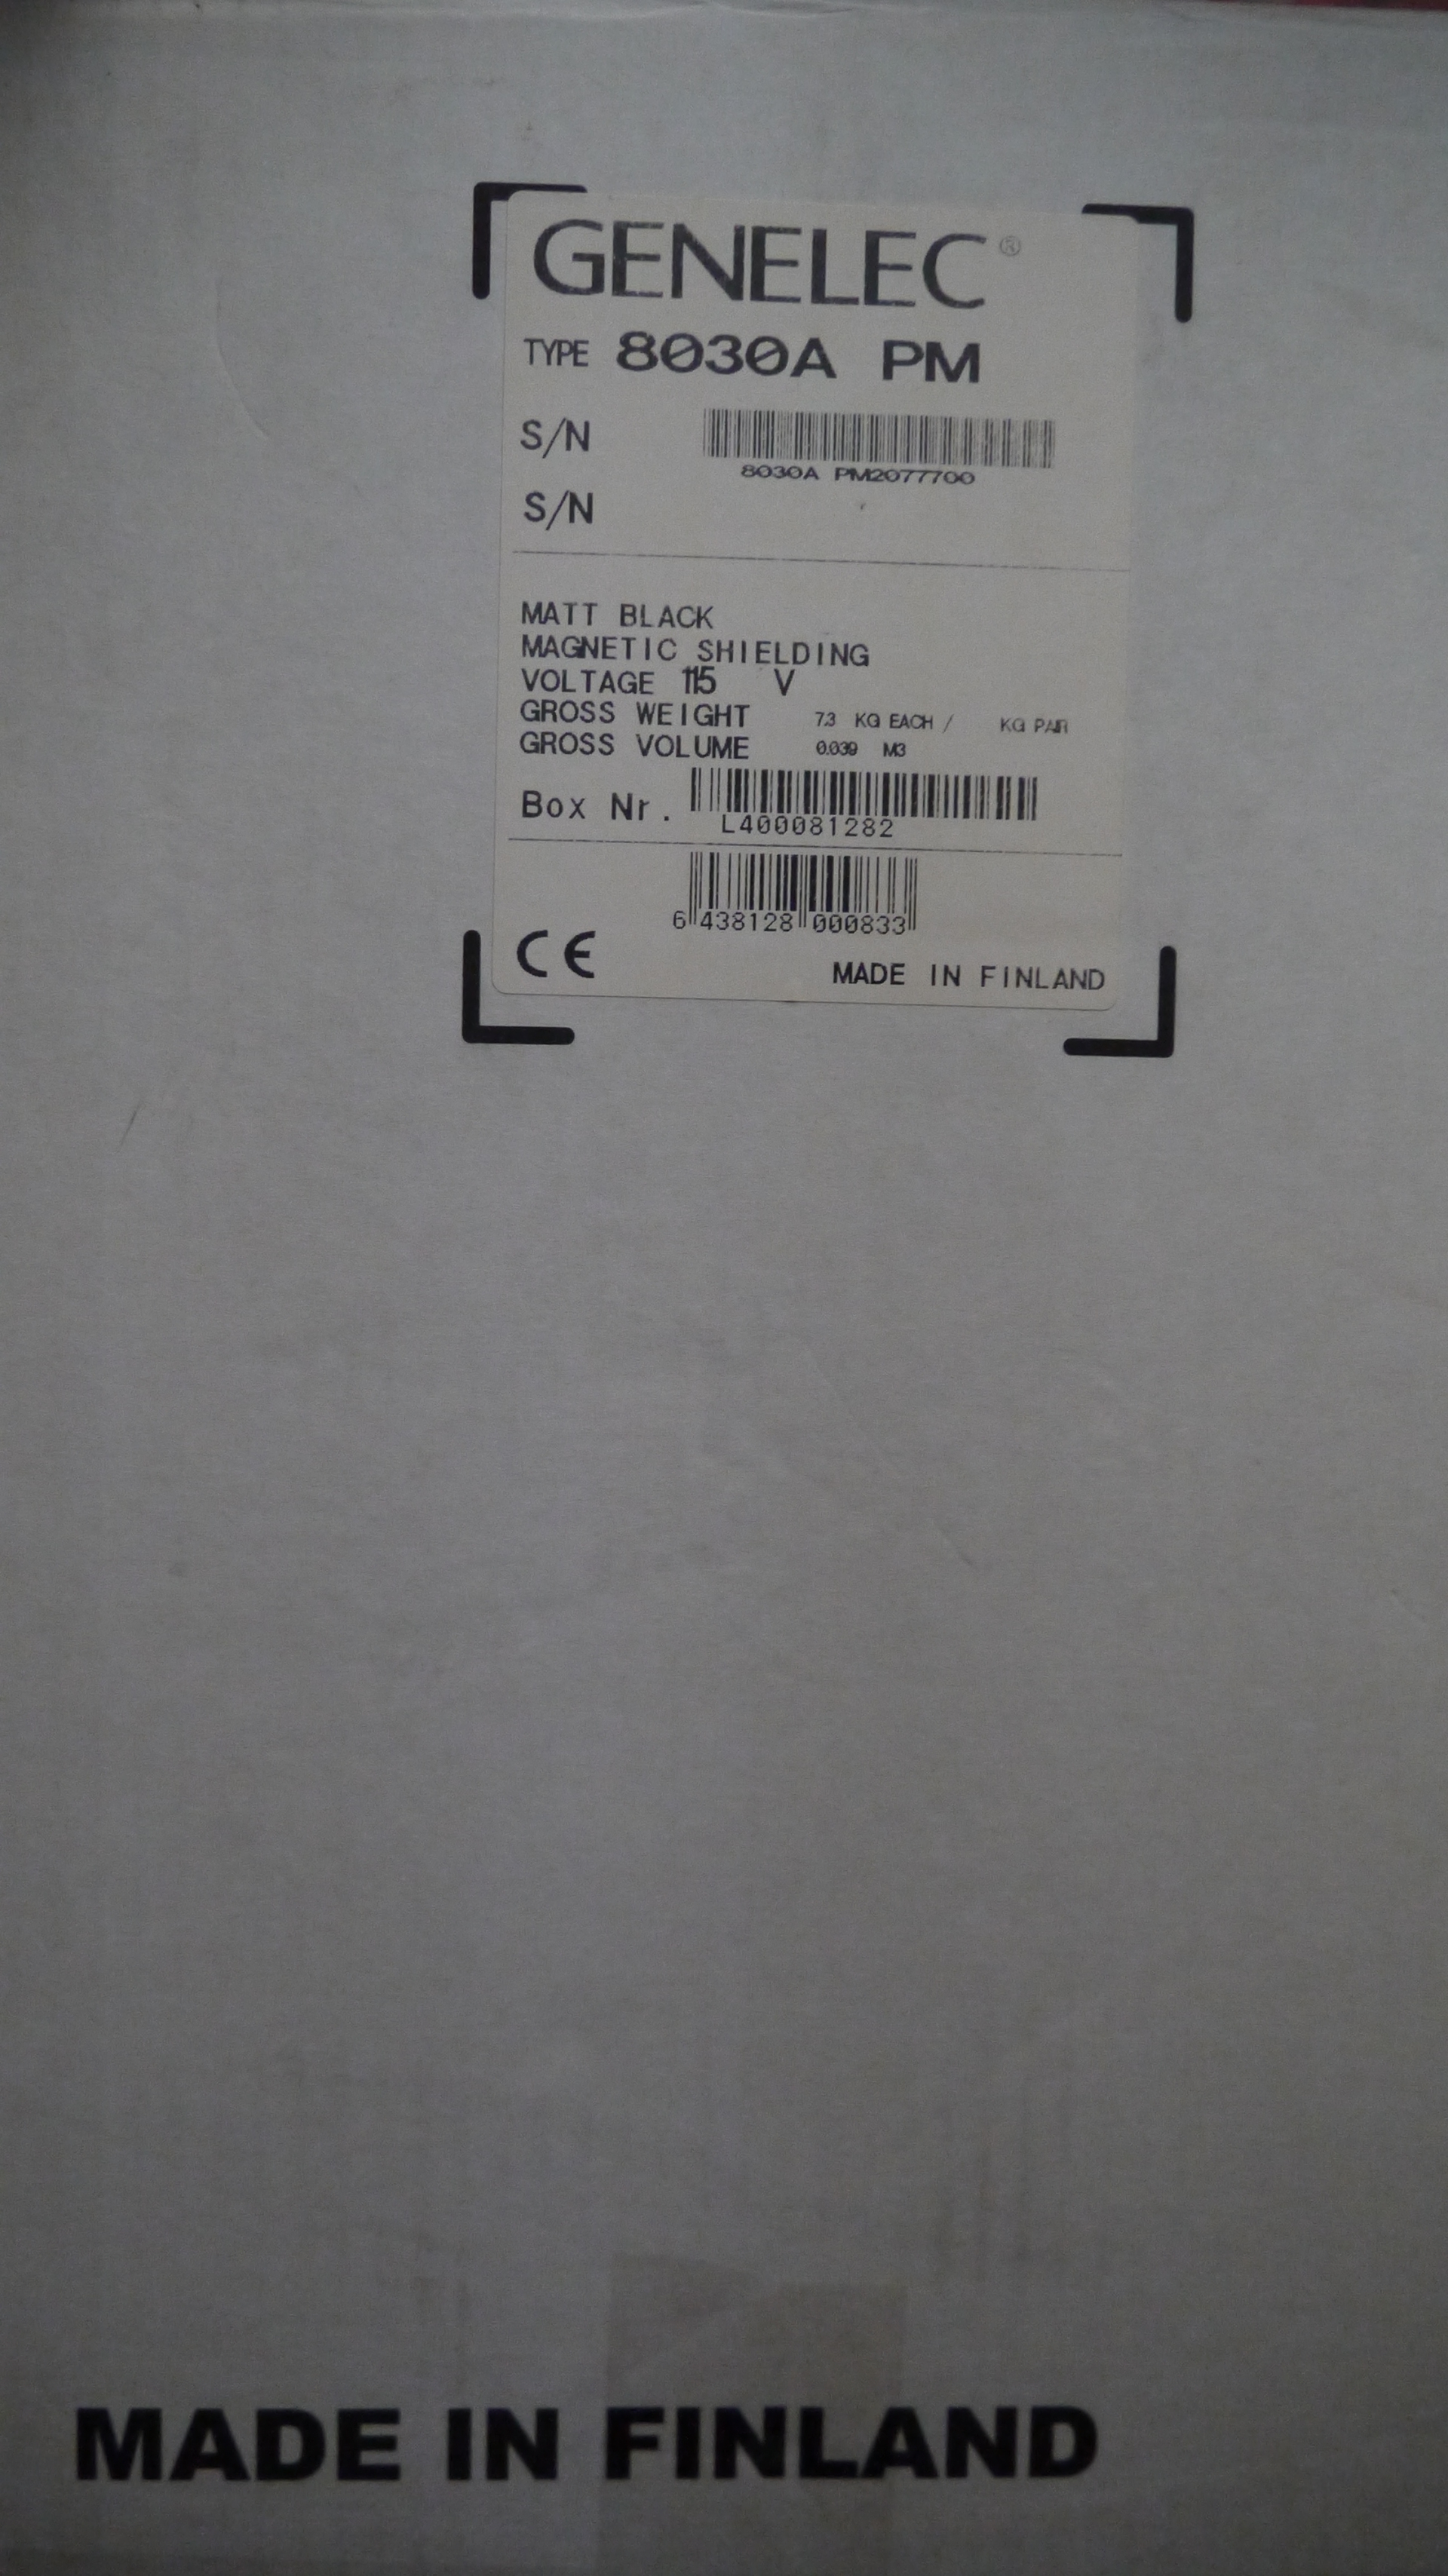 GENELEC®
TYPE 8030A PM
S/N
8030A PM2077700
S/N
MATT BLACK
MAGNETIC SHIELDING
VOLTAGE 115 V
GROSS WEIGHT 7.3 KG EACH / KG PAIR
GROSS VOLUME 0.039 M3
Box Nr.
L400081282
6 438128 000833
CE MADE IN FINLAND
MADE IN FINLAND